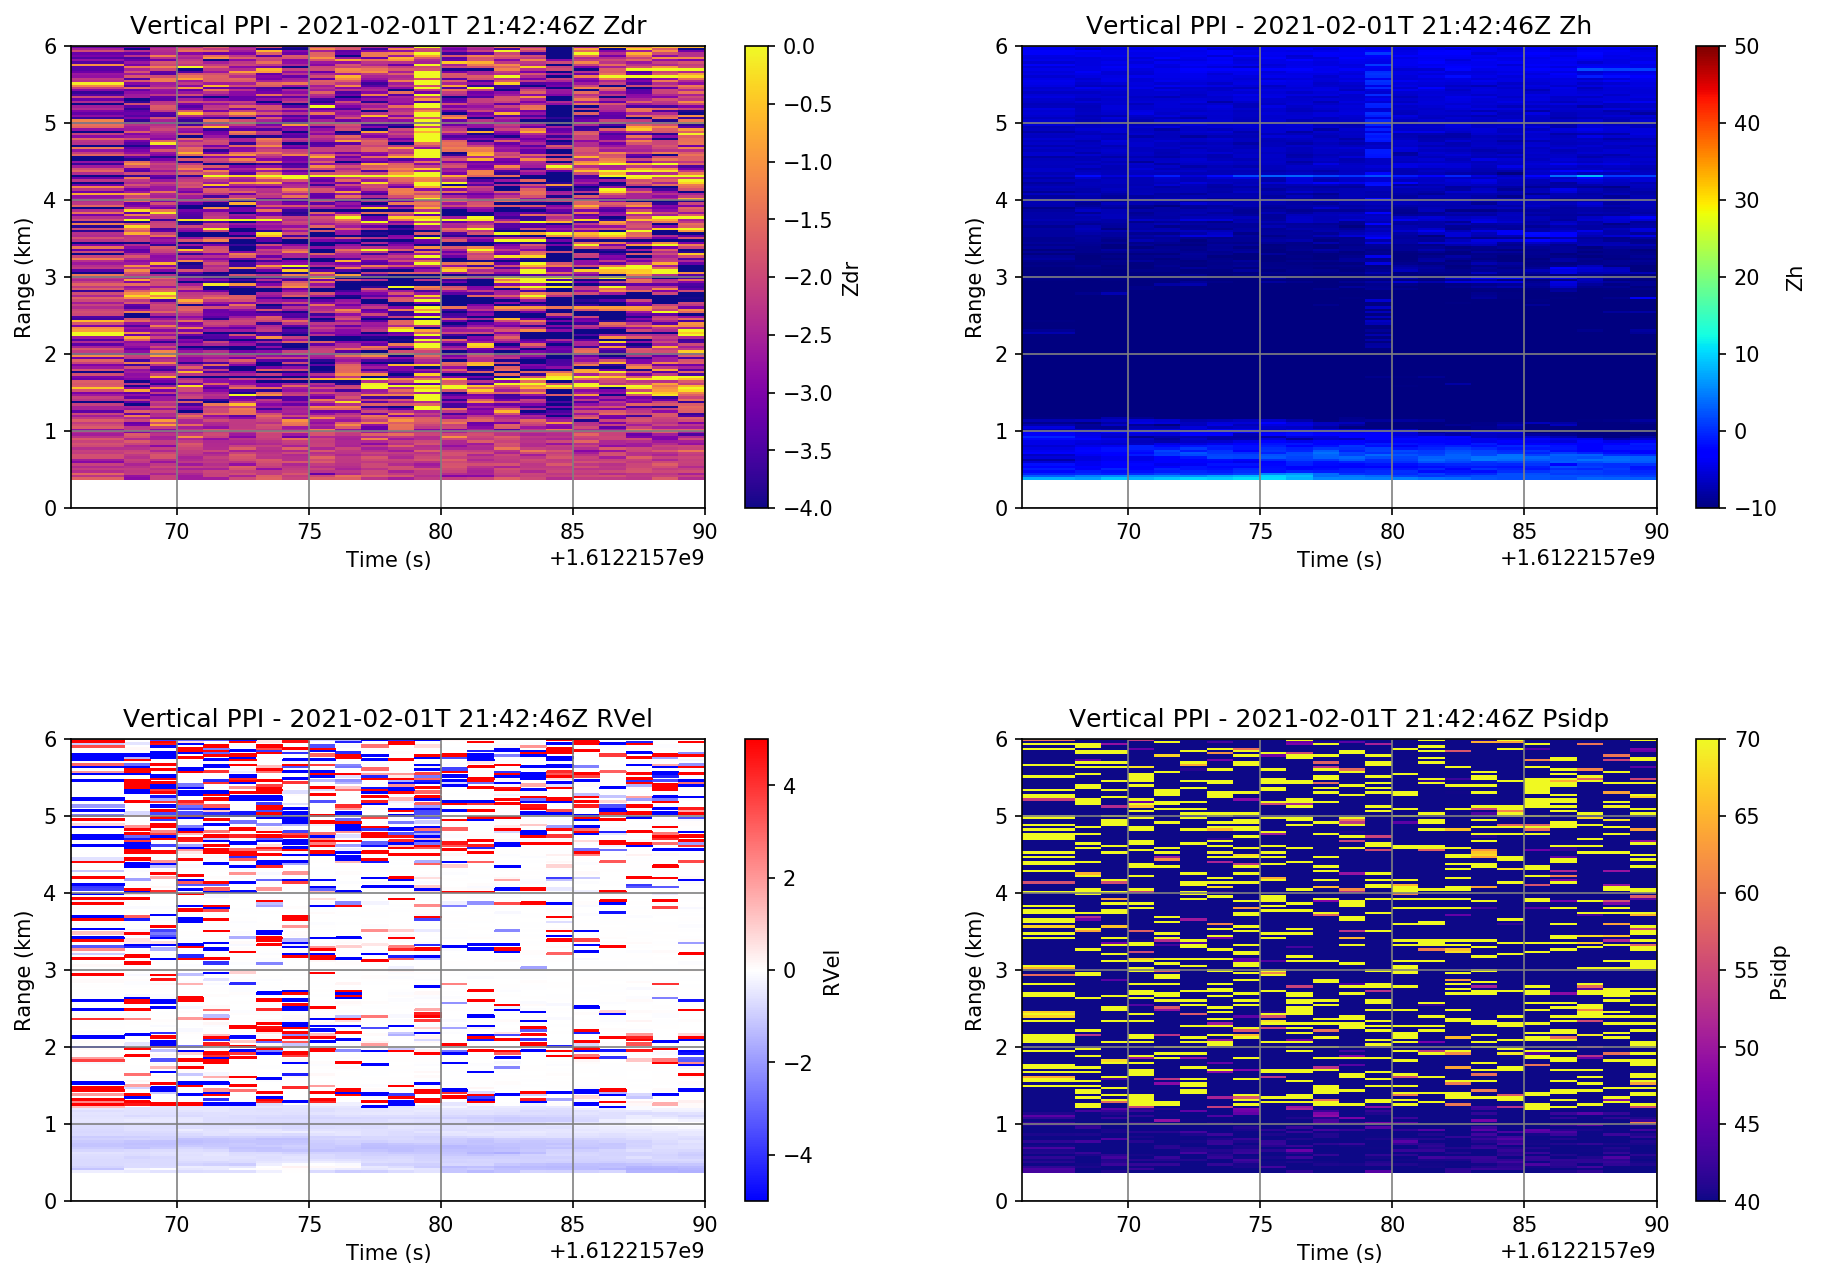 Vertical PPI - 2021-02-01T 21:42:46Z Zdr
6
5
4
3
2
1
0
Range (km)
70 75 80 85 90
Time (s)
+1.6122157e9
0.0
−0.5
−1.0
−1.5
−2.0
−2.5
−3.0
−3.5
−4.0
Zdr
Vertical PPI - 2021-02-01T 21:42:46Z Zh
6
5
4
3
2
1
0
Range (km)
70 75 80 85 90
Time (s)
+1.6122157e9
50
40
30
20
10
0
−10
Zh
Vertical PPI - 2021-02-01T 21:42:46Z RVel
6
5
4
3
2
1
0
Range (km)
70 75 80 85 90
Time (s)
+1.6122157e9
4
2
0
−2
−4
RVel
Vertical PPI - 2021-02-01T 21:42:46Z Psidp
6
5
4
3
2
1
0
Range (km)
70 75 80 85 90
Time (s)
+1.6122157e9
70
65
60
55
50
45
40
Psidp